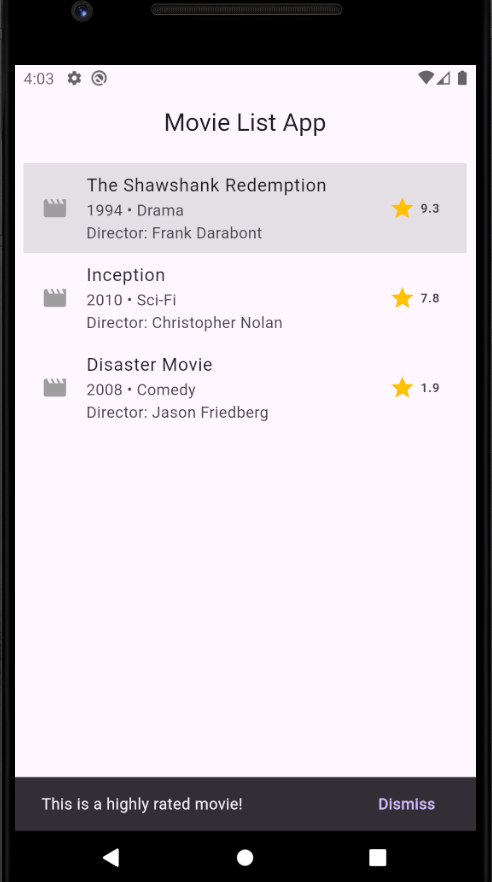 4:03
Movie List App
The Shawshank Redemption
1994 • Drama
Director: Frank Darabont
9.3
Inception
2010 • Sci-Fi
Director: Christopher Nolan
7.8
Disaster Movie
2008 • Comedy
Director: Jason Friedberg
1.9
This is a highly rated movie! Dismiss